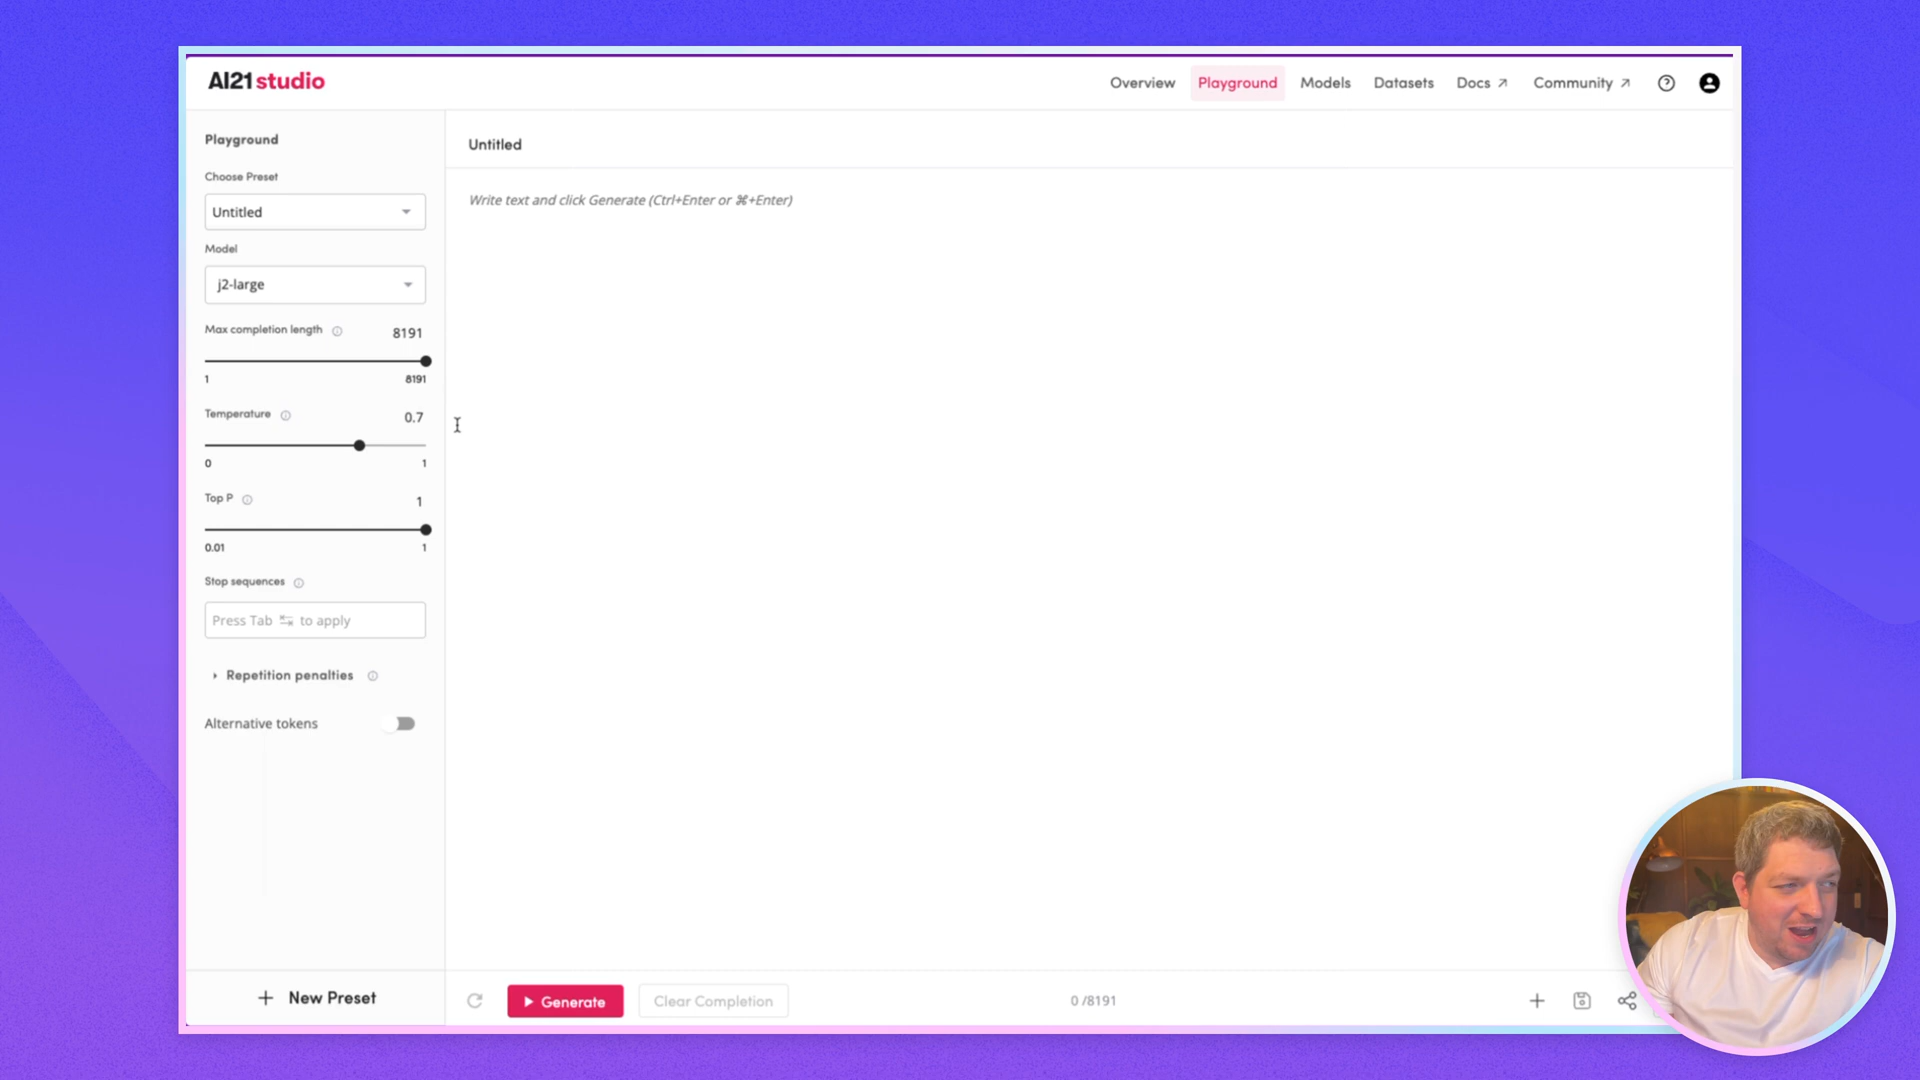 AI21studio
Overview Playground Models Datasets Docs ↗ Community ↗
Playground
Choose Preset
Untitled
Model
j2-large
Max completion length 8191
1 8191
Temperature 0.7
0 1
Top P 1
0.01 1
Stop sequences
Press Tab to apply
Repetition penalties
Alternative tokens
+ New Preset
Untitled
Write text and click Generate (Ctrl+Enter or ⌘+Enter)
Generate Clear Completion 0 /8191